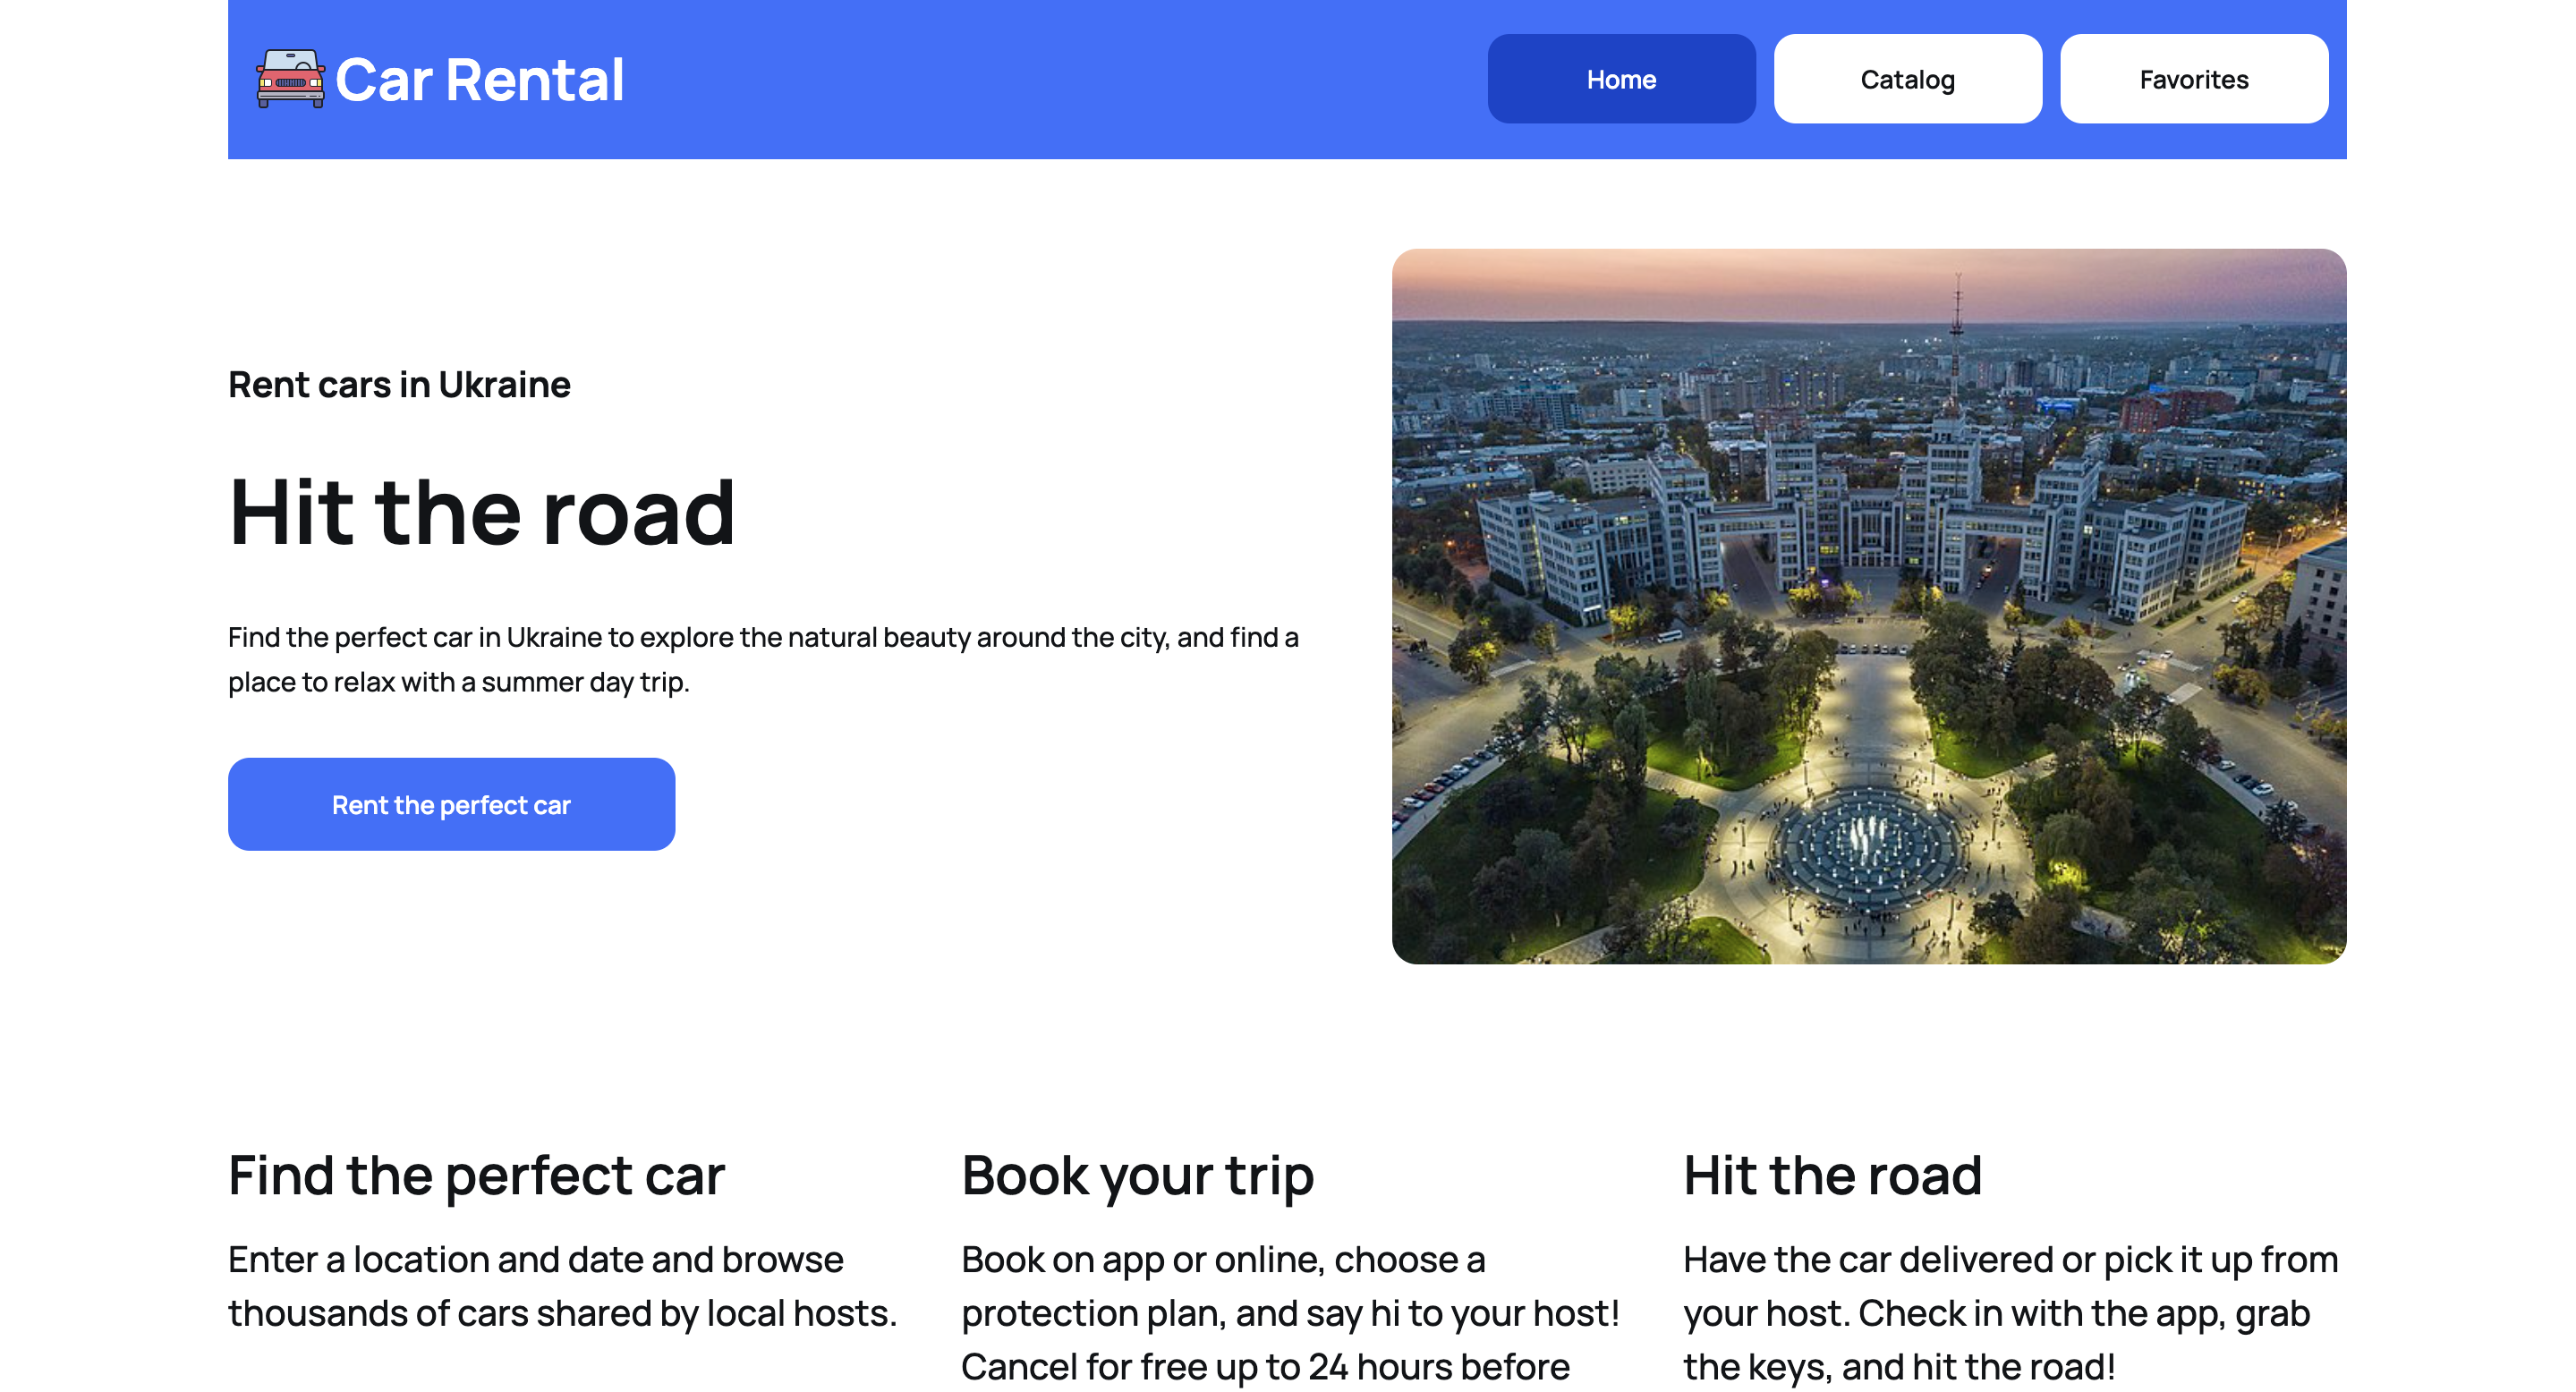 Car Rental
Home
Catalog
Favorites
Rent cars in Ukraine
Hit the road
Find the perfect car in Ukraine to explore the natural beauty around the city, and find a
place to relax with a summer day trip.
Rent the perfect car
Find the perfect car
Enter a location and date and browse
thousands of cars shared by local hosts.
Book your trip
Book on app or online, choose a
protection plan, and say hi to your host!
Cancel for free up to 24 hours before
Hit the road
Have the car delivered or pick it up from
your host. Check in with the app, grab
the keys, and hit the road!